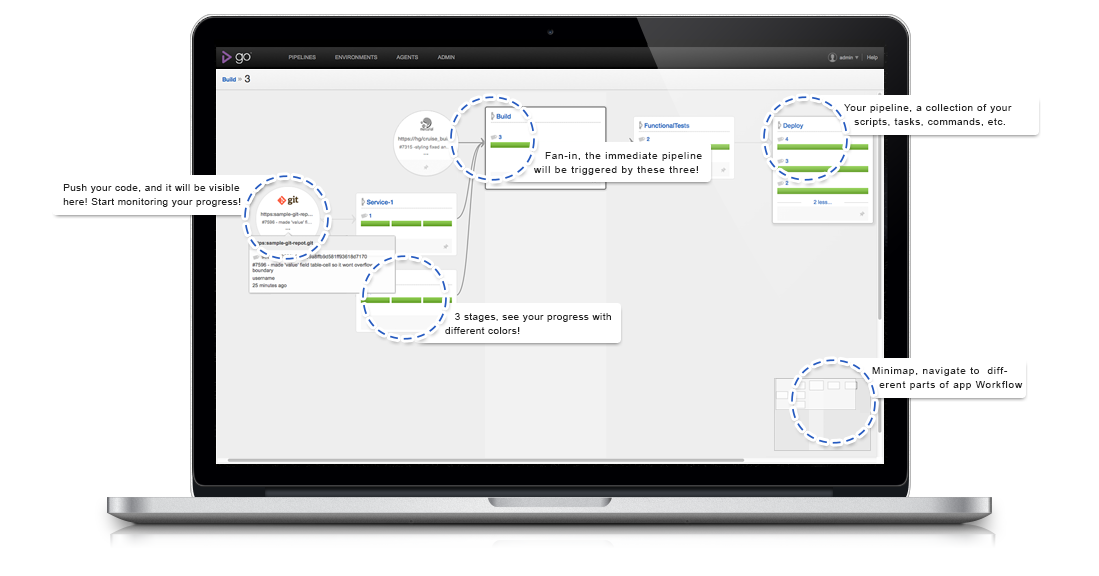 go
PIPELINES
ENVIRONMENTS
AGENTS
ADMIN
admin
Help
Build » 3
https://hg/cruise_bui...
#7310 -styling fixed an...
...
Build
3
Fan-in, the immediate pipeline
will be triggered by these three!
FunctionalTests
2
Deploy
4
3
2
2 less...
Your pipeline, a collection of your
scripts, tasks, commands, etc.
Push your code, and it will be visible
here! Start monitoring your progress!
git
https:sample-git-rep...
#7596 - made 'value' fi...
...
Service-1
1
https:sample-git-repot.git
#7596 - made 'value' field table-cell so it wont overflow
boundary
username
25 minutes ago
3 stages, see your progress with
different colors!
Minimap, navigate to diff-
erent parts of app Workflow